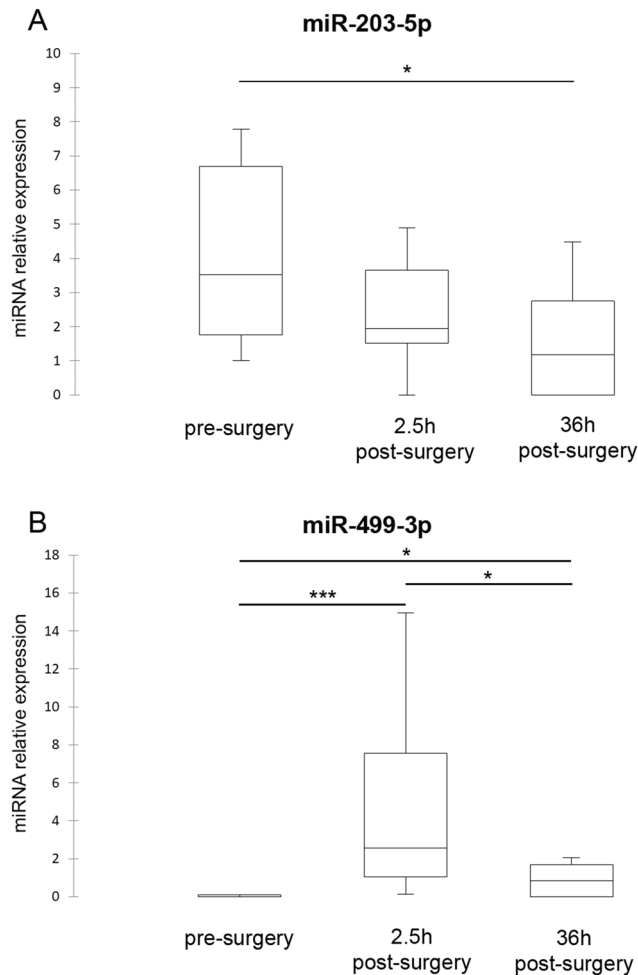 A
miR-203-5p
10
9
8
7
6
5
4
3
2
1
0
miRNA relative expression
*
pre-surgery
2.5h
post-surgery
36h
post-surgery
B
miR-499-3p
18
16
14
12
10
8
6
4
2
0
miRNA relative expression
*
*
***
pre-surgery
2.5h
post-surgery
36h
post-surgery